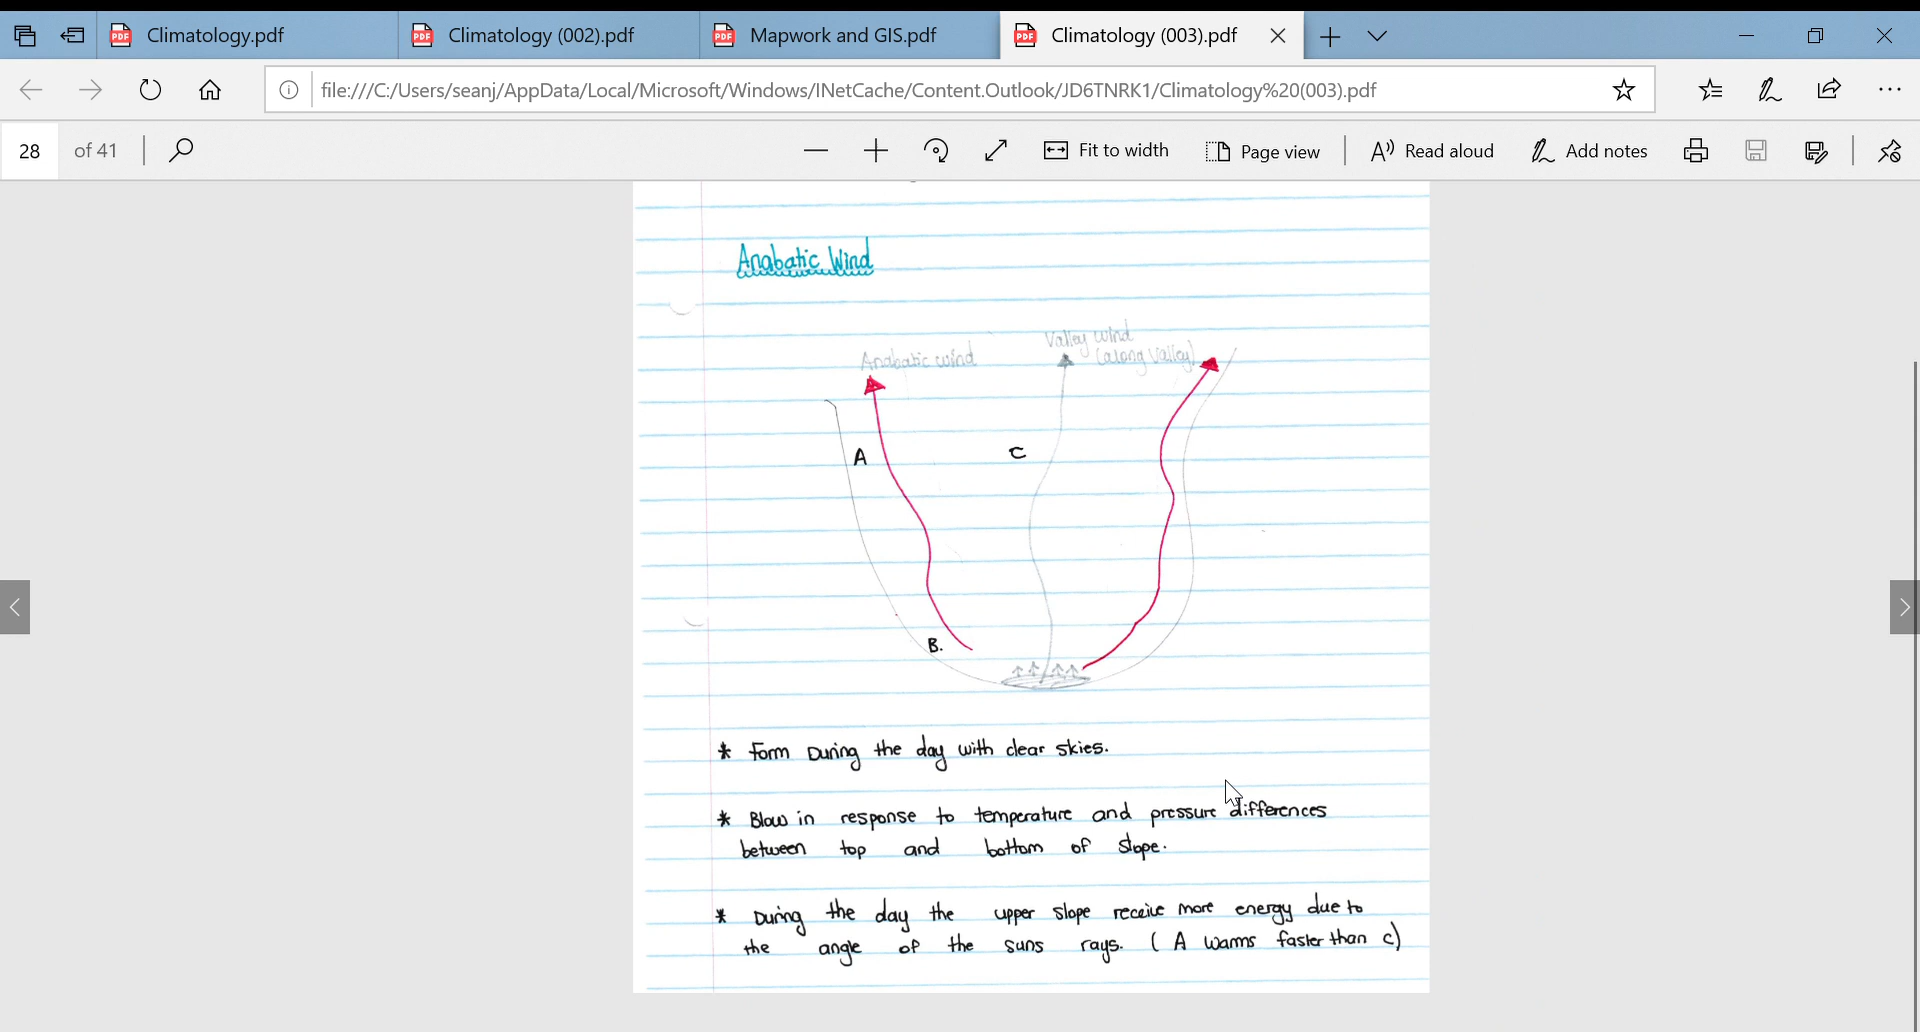 Climatology.pdf
Climatology (002).pdf
Mapwork and GIS.pdf
Climatology (003).pdf
file:///C:/Users/seanj/AppData/Local/Microsoft/Windows/INetCache/Content.Outlook/JD6TNRK1/Climatology%20(003).pdf
28 of 41
Fit to width
Page view
Read aloud
Add notes
Anabatic Wind
Valley wind
Anabatic wind
(along valley)
A
C
B.
* Form During the day with clear skies.
* Blow in response to temperature and pressure differences
between top and bottom of slope.
* During the day the upper slope receive more energy due to
the angle of the suns rays. (A warms faster than c)